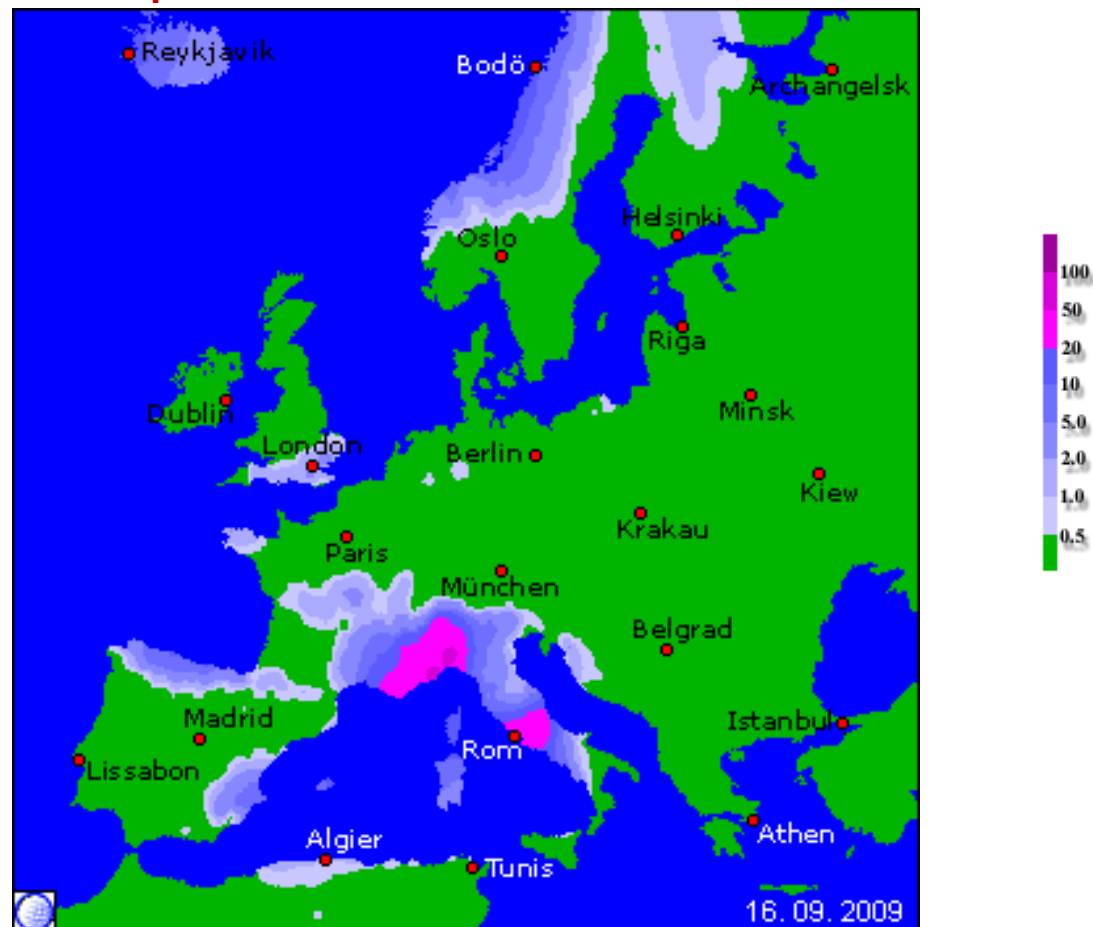 Reykjavik
Bodö
Archangelsk
Helsinki
Oslo
Riga
Dublin
Minsk
London
Berlin
Kiew
Krakau
Paris
München
Belgrad
Madrid
Istanbul
Rom
Lissabon
Algier
Athen
Tunis
16. 09. 2009
100
50
20
10
5.0
2.0
1.0
0.5